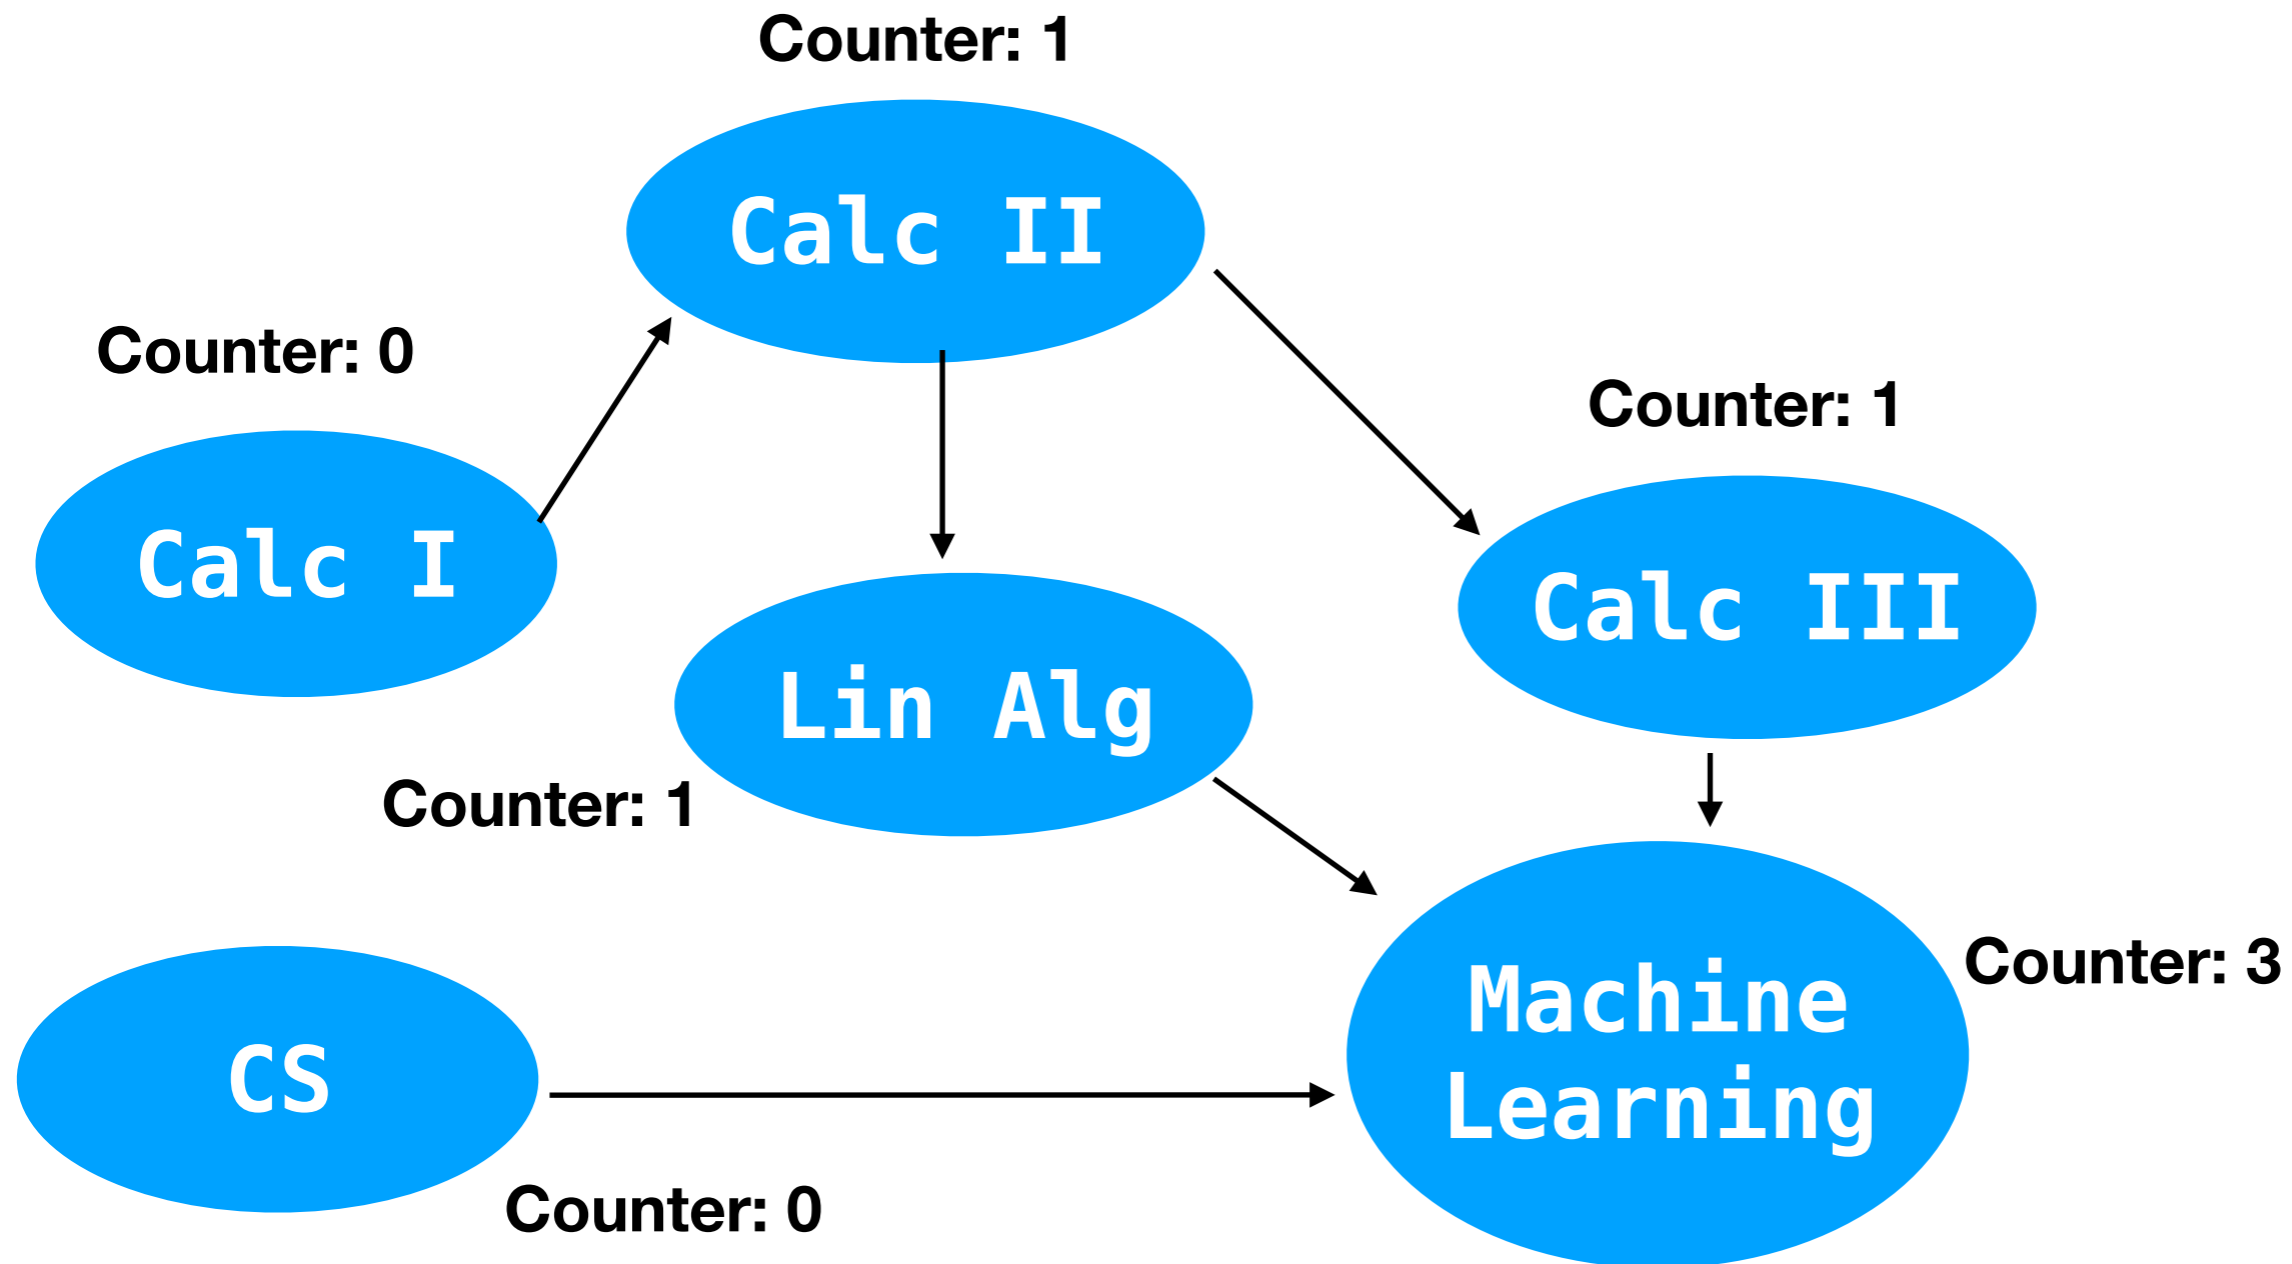 Counter: 1
Calc II
Counter: 0
Calc I
Counter: 1
Calc III
Lin Alg
Counter: 1
Machine
Learning
Counter: 3
CS
Counter: 0